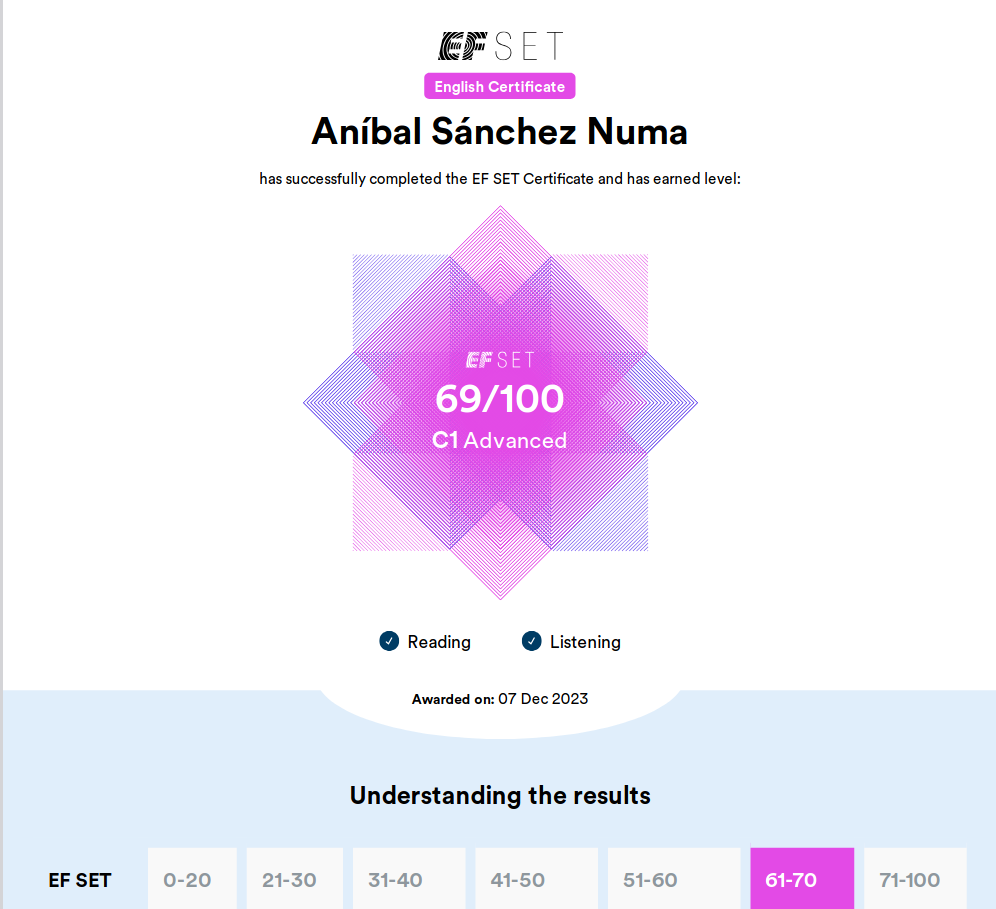 EF SET
English Certificate
Aníbal Sánchez Numa
has successfully completed the EF SET Certificate and has earned level:
EF SET
69/100
C1 Advanced
Reading Listening
Awarded on: 07 Dec 2023
Understanding the results
EF SET 0-20 21-30 31-40 41-50 51-60 61-70 71-100